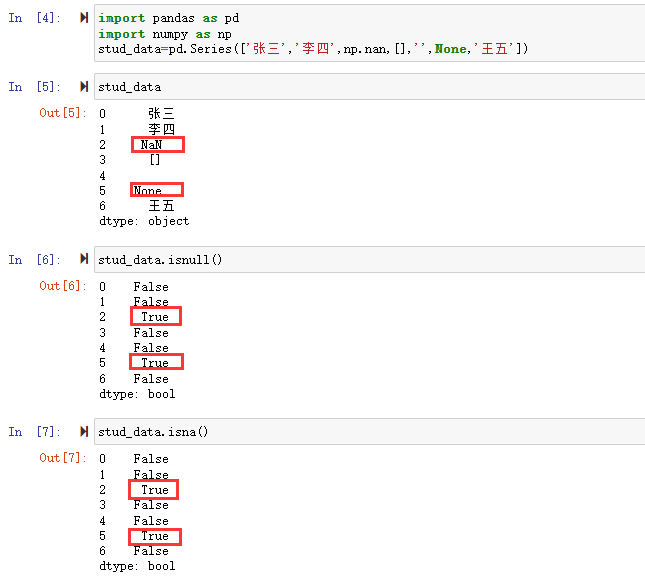 In [4]: import pandas as pd
import numpy as np
stud_data=pd.Series(['张三','李四',np.nan,[],'',None,'王五'])
In [5]: stud_data
Out[5]: 0 张三
1 李四
2 NaN
3 []
4
5 None
6 王五
dtype: object
In [6]: stud_data.isnull()
Out[6]: 0 False
1 False
2 True
3 False
4 False
5 True
6 False
dtype: bool
In [7]: stud_data.isna()
Out[7]: 0 False
1 False
2 True
3 False
4 False
5 True
6 False
dtype: bool